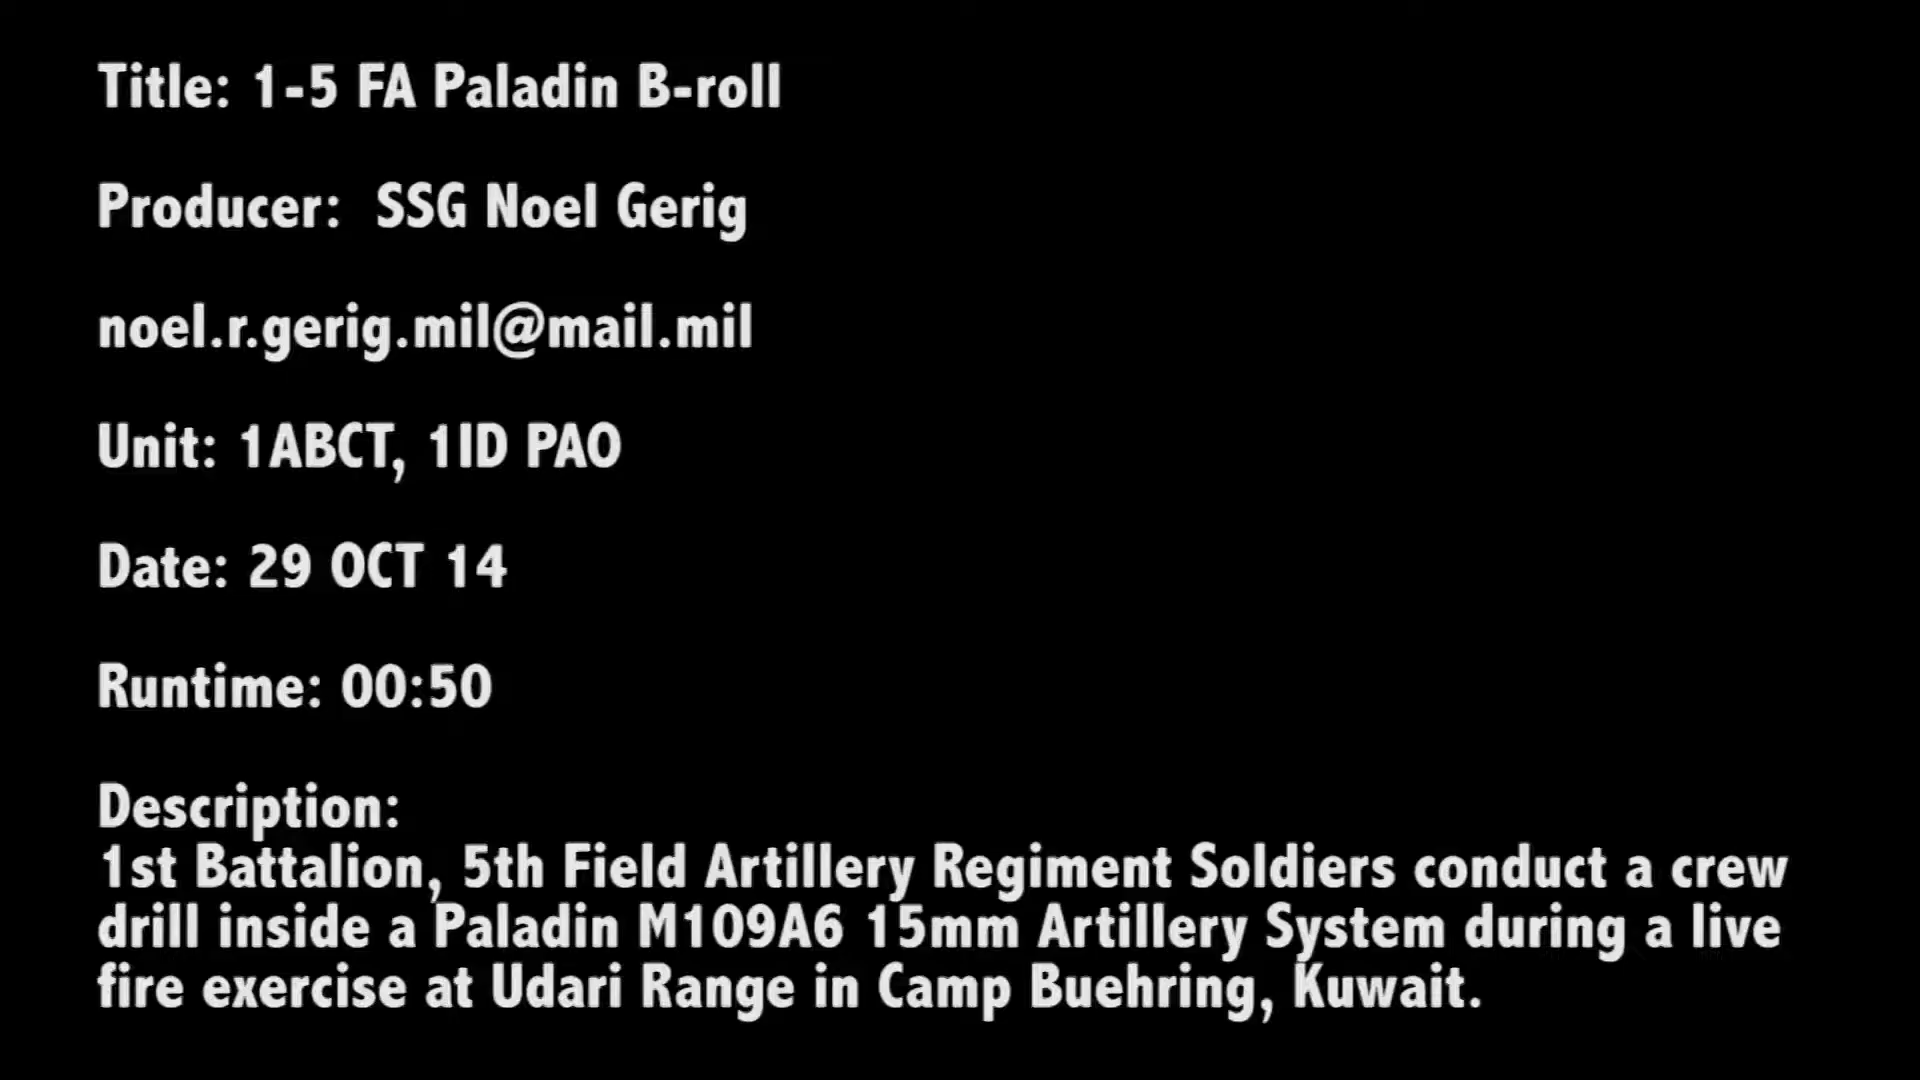 Title: 1-5 FA Paladin B-roll
Producer:  SSG Noel Gerig
noel.r.gerig.mil@mail.mil
Unit: 1ABCT, 1ID PAO
Date: 29 OCT 14
Runtime: 00:50
Description:
1st Battalion, 5th Field Artillery Regiment Soldiers conduct a crew
drill inside a Paladin M109A6 15mm Artillery System during a live
fire exercise at Udari Range in Camp Buehring, Kuwait.